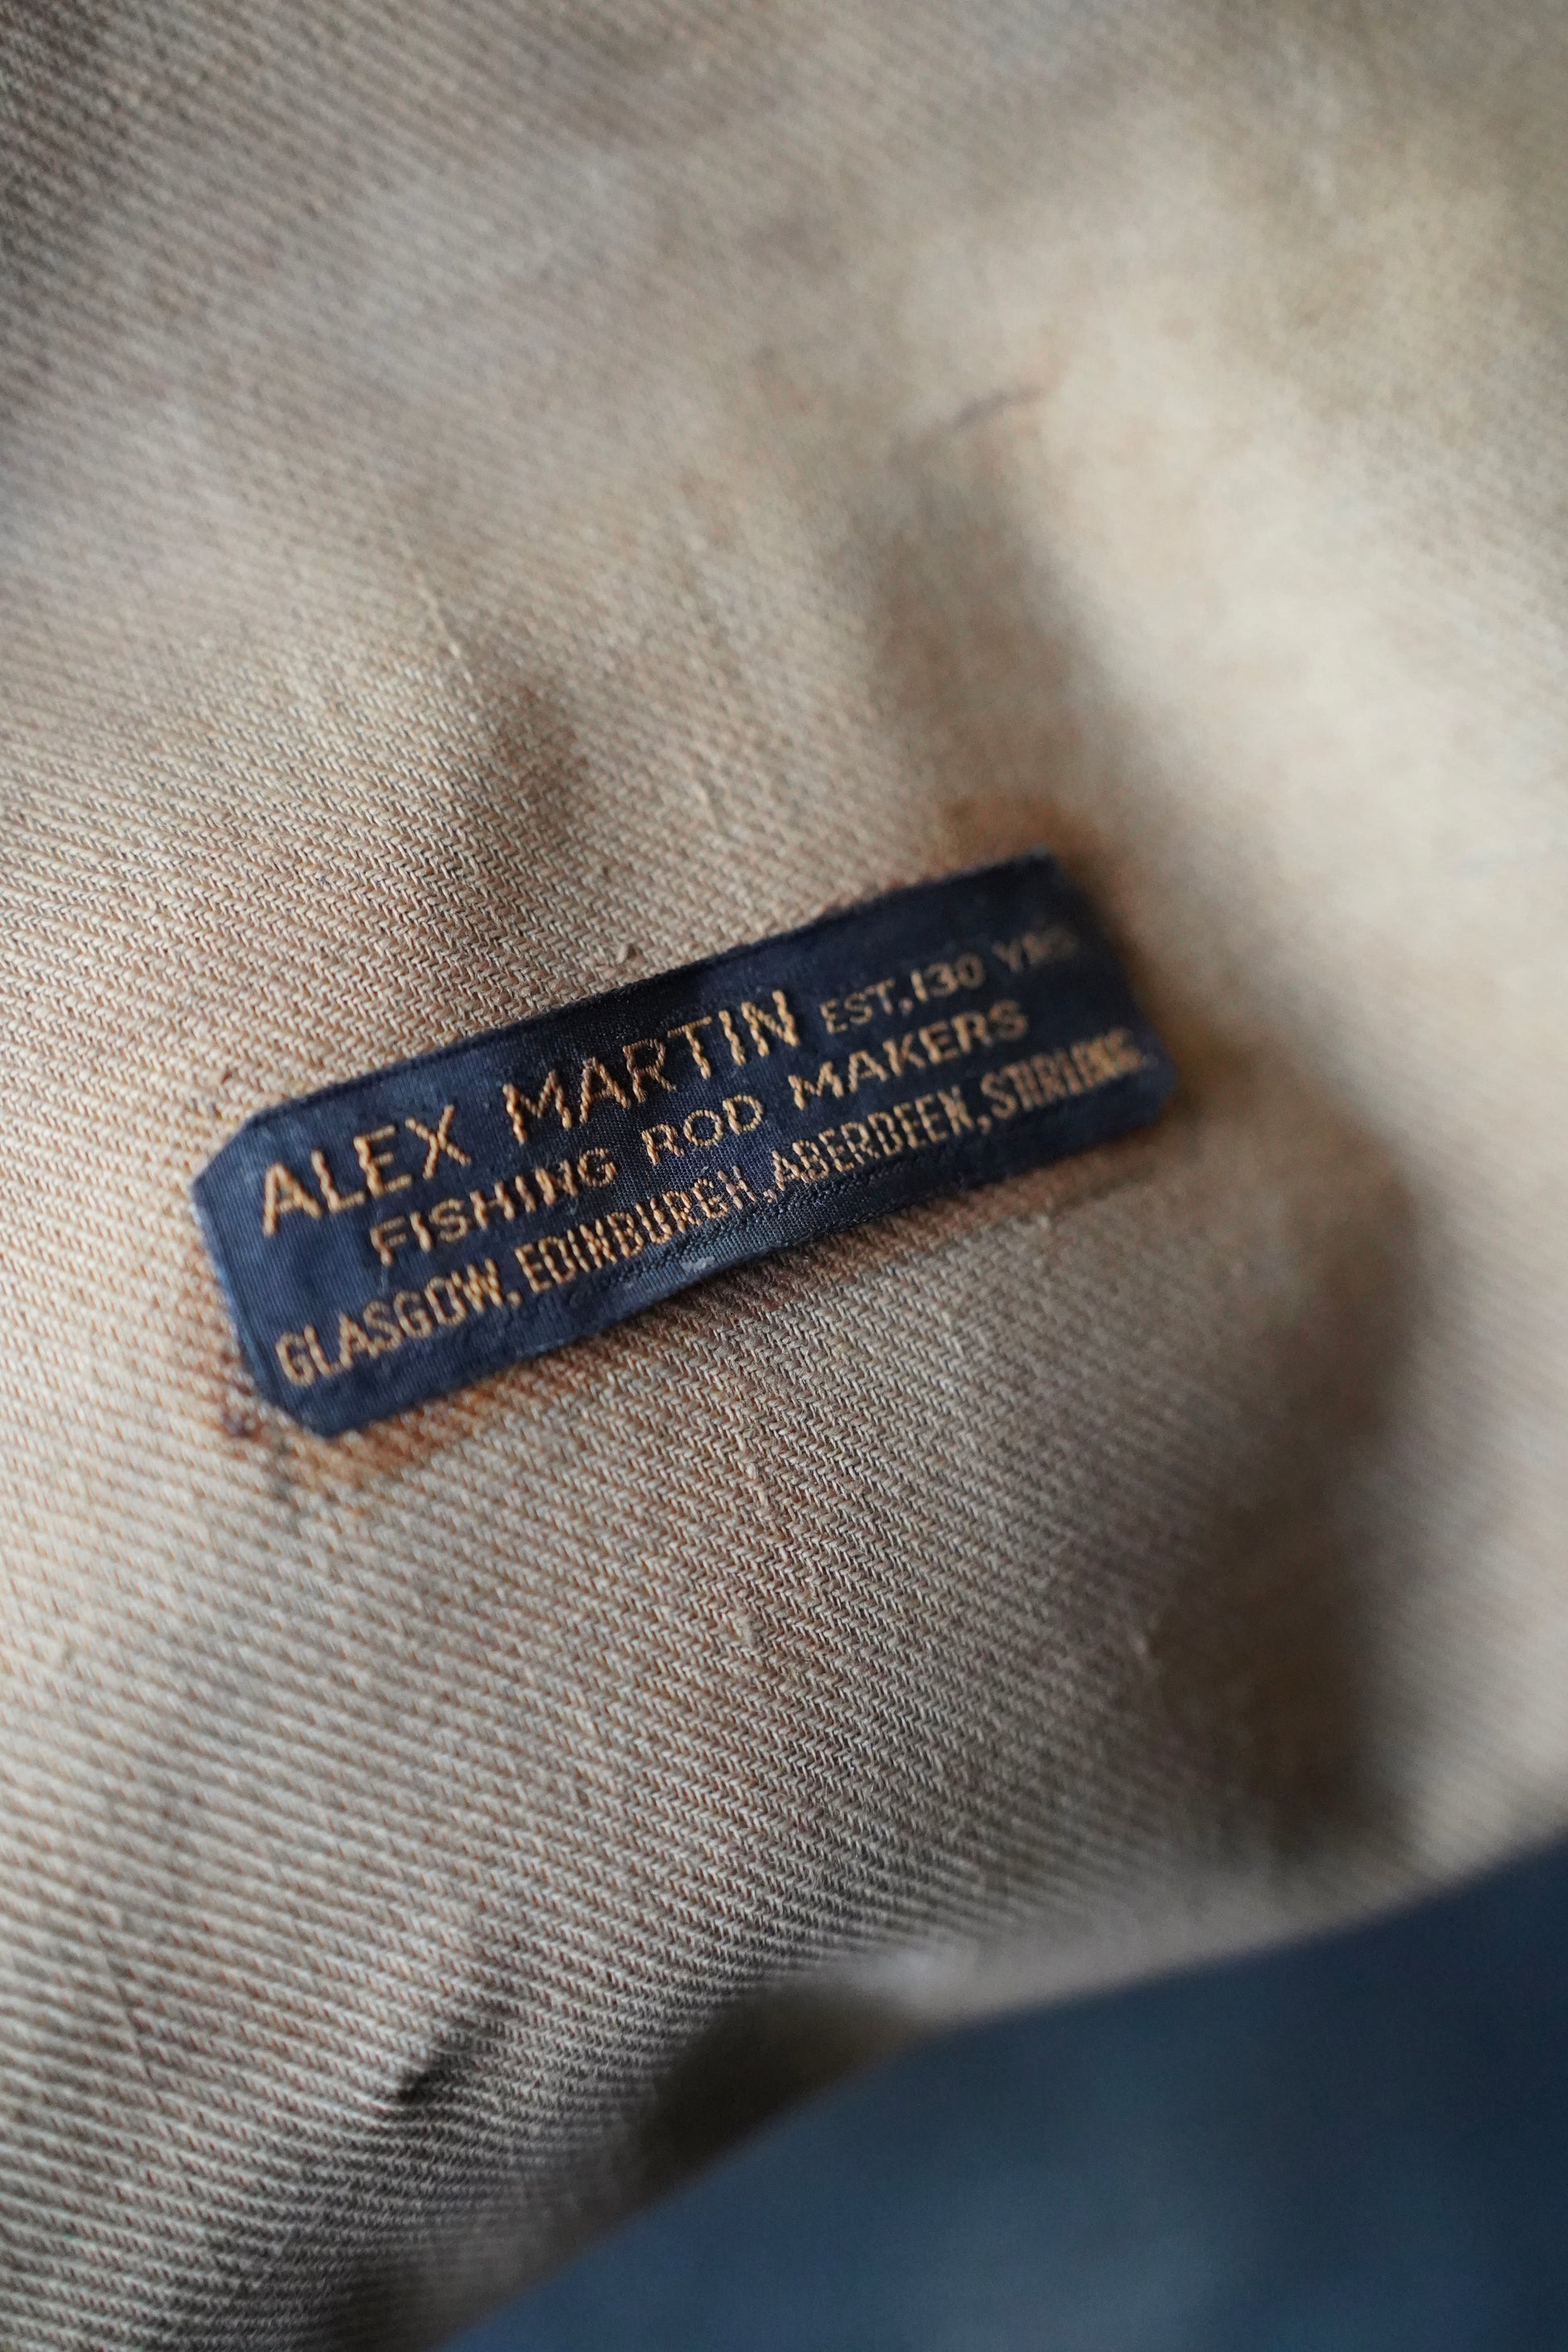 ALEX MARTIN EST. 130 YRS.
FISHING ROD MAKERS
GLASGOW, EDINBURGH, ABERDEEN, STIRLING.